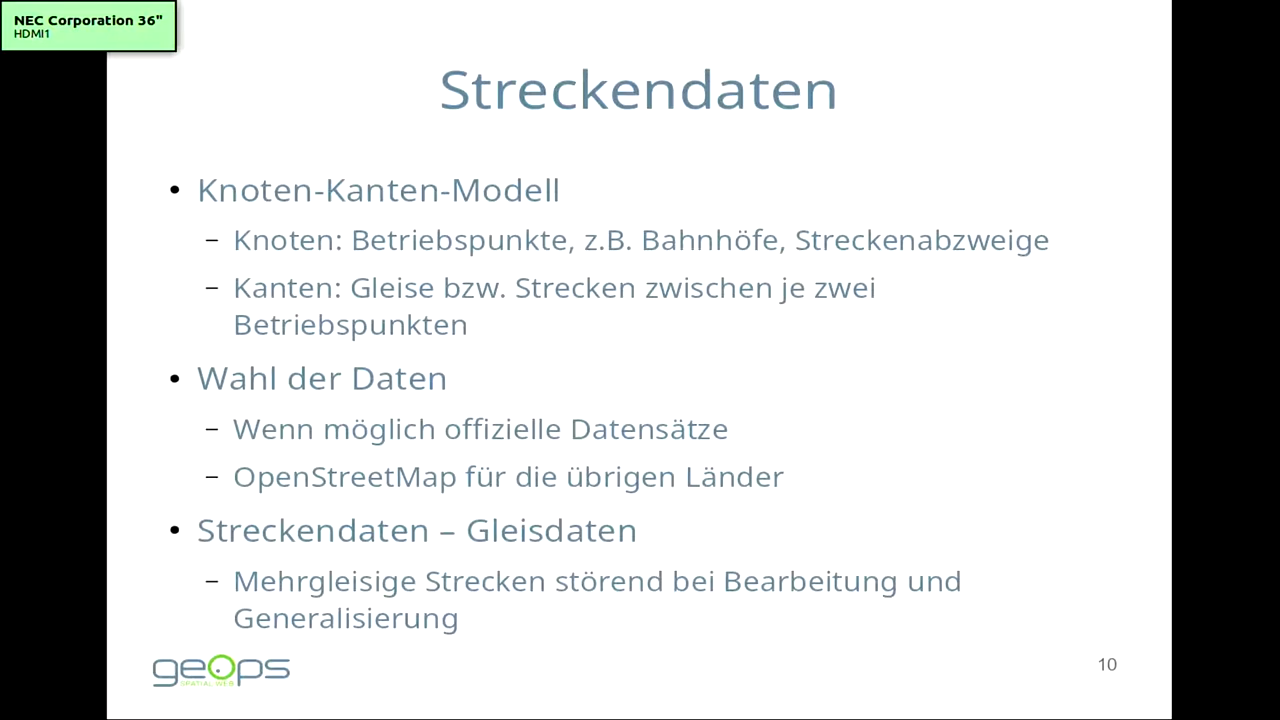 NEC Corporation 36"
HDMI1
Streckendaten
• Knoten-Kanten-Modell
– Knoten: Betriebspunkte, z.B. Bahnhöfe, Streckenabzweige
– Kanten: Gleise bzw. Strecken zwischen je zwei
Betriebspunkten
• Wahl der Daten
– Wenn möglich offizielle Datensätze
– OpenStreetMap für die übrigen Länder
• Streckendaten – Gleisdaten
– Mehrgleisige Strecken störend bei Bearbeitung und
Generalisierung
geops
SPATIAL WEB
10